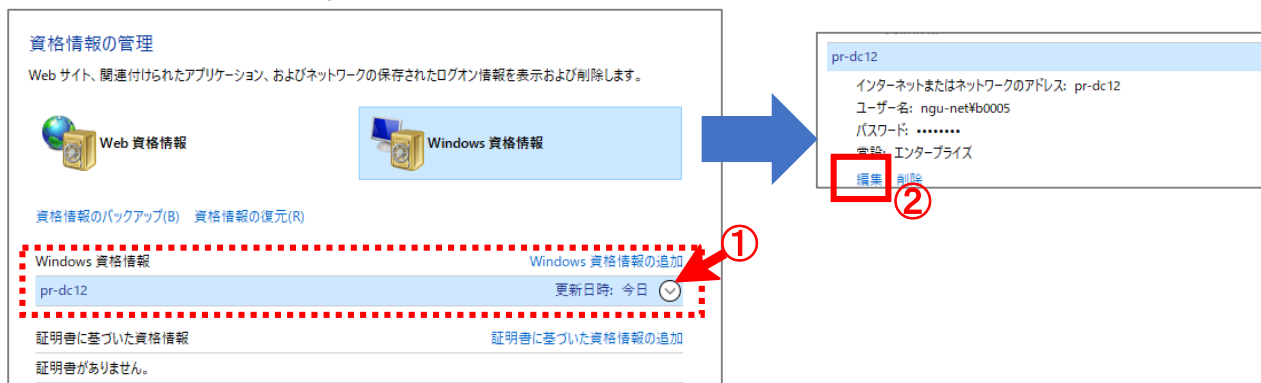 資格情報の管理
Web サイト、関連付けられたアプリケーション、およびネットワークの保存されたログオン情報を表示および削除します。
Web 資格情報
Windows 資格情報
資格情報のバックアップ(B) 資格情報の復元(R)
①
Windows 資格情報 Windows 資格情報の追加
pr-dc12 更新日時: 今日
証明書に基づいた資格情報 証明書に基づいた資格情報の追加
証明書がありません。
pr-dc12
インターネットまたはネットワークのアドレス: pr-dc12
ユーザー名: ngu-net¥b0005
パスワード: ••••••••
常設: エンタープライズ
編集 削除
②